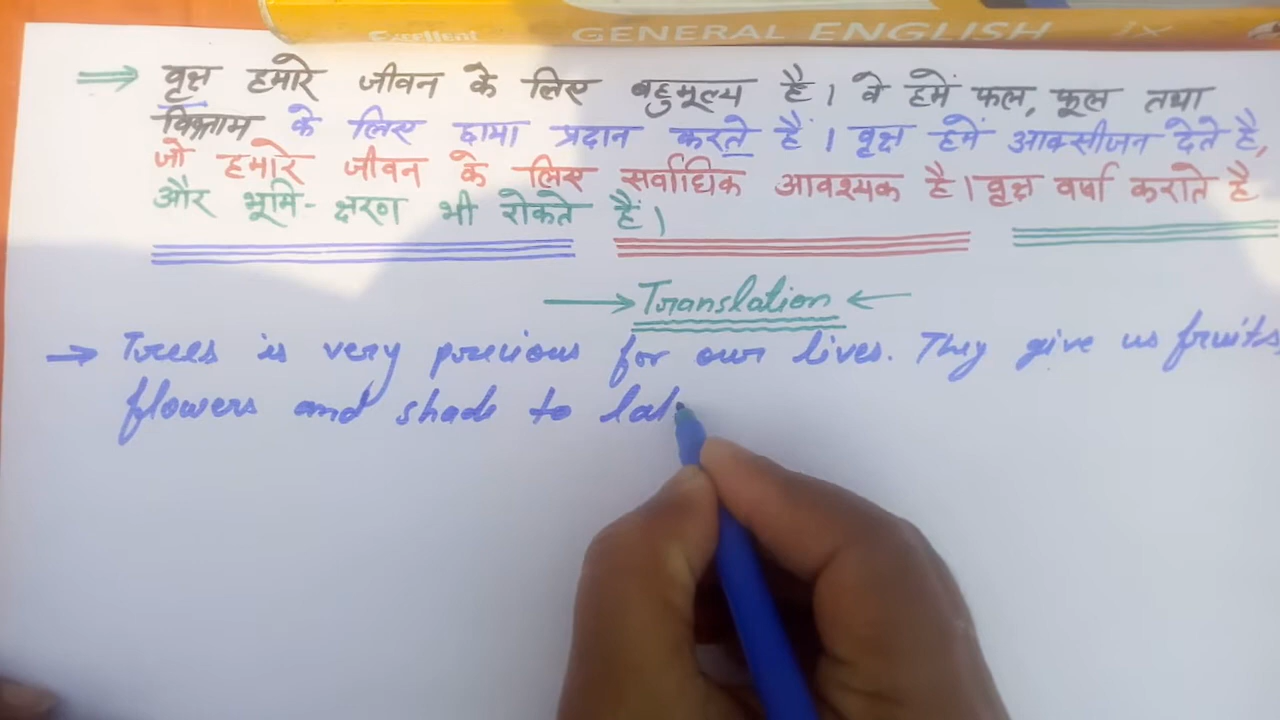 Excellent GENERAL ENGLISH IX
⇒ वृक्ष हमारे जीवन के लिए बहुमूल्य है। वे हमें फल, फूल तथा
विश्राम के लिए छाया प्रदान करते हैं। वृक्ष हमें आक्सीजन देते है,
जो हमारे जीवन के लिए सर्वाधिक आवश्यक है। वृक्ष वर्षा कराते है
और भूमि-क्षरण भी रोकते हैं।
→ Translation ←
→ Trees is very precious for our lives. They give us fruits,
flowers and shade to